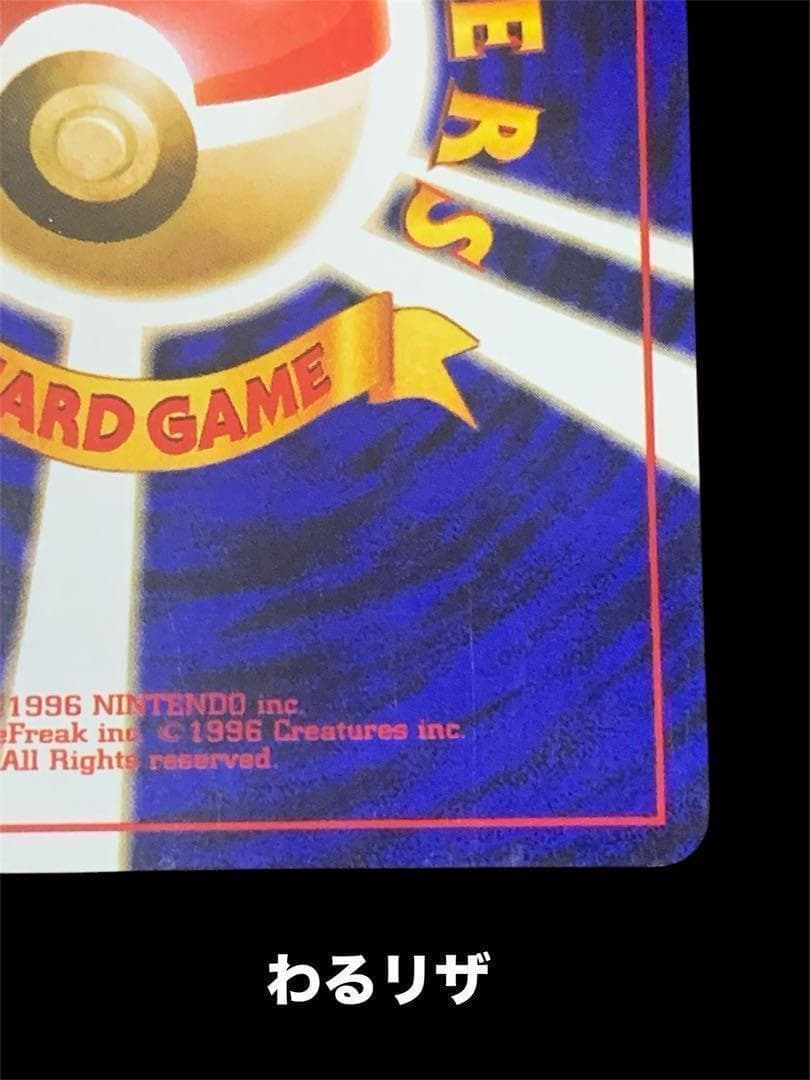 ERS
ARD GAME
1996 NINTENDO inc
eFreak inc. © 1996 Creatures inc.
All Rights reserved.
わるリザ